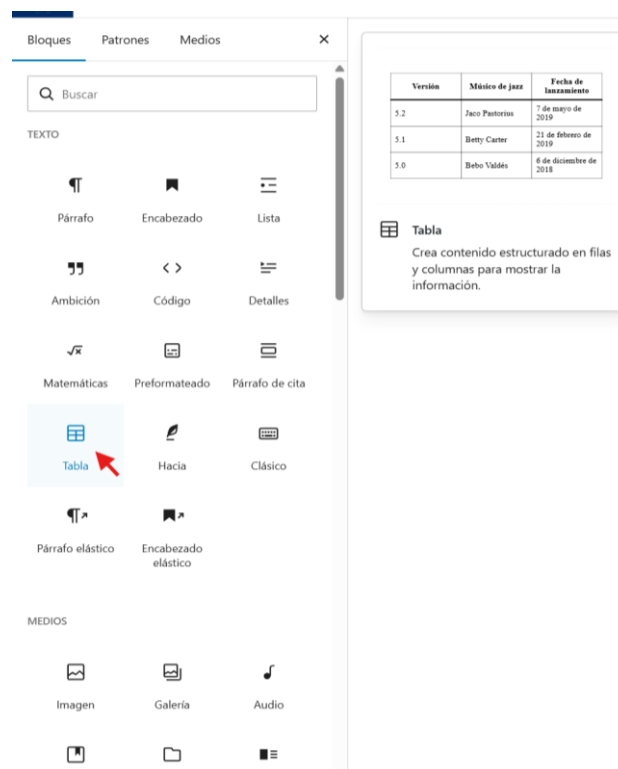 Bloques Patrones Medios
Buscar
TEXTO
Párrafo Encabezado Lista
Ambición Código Detalles
Matemáticas Preformateado Párrafo de cita
Tabla Hacia Clásico
Párrafo elástico Encabezado
elástico
MEDIOS
Imagen Galería Audio
Versión Músico de jazz Fecha de
lanzamiento
5.2 Jaco Pastorius 7 de mayo de
2019
5.1 Betty Carter 21 de febrero de
2019
5.0 Bebo Valdés 6 de diciembre de
2018
Tabla
Crea contenido estructurado en filas
y columnas para mostrar la
información.